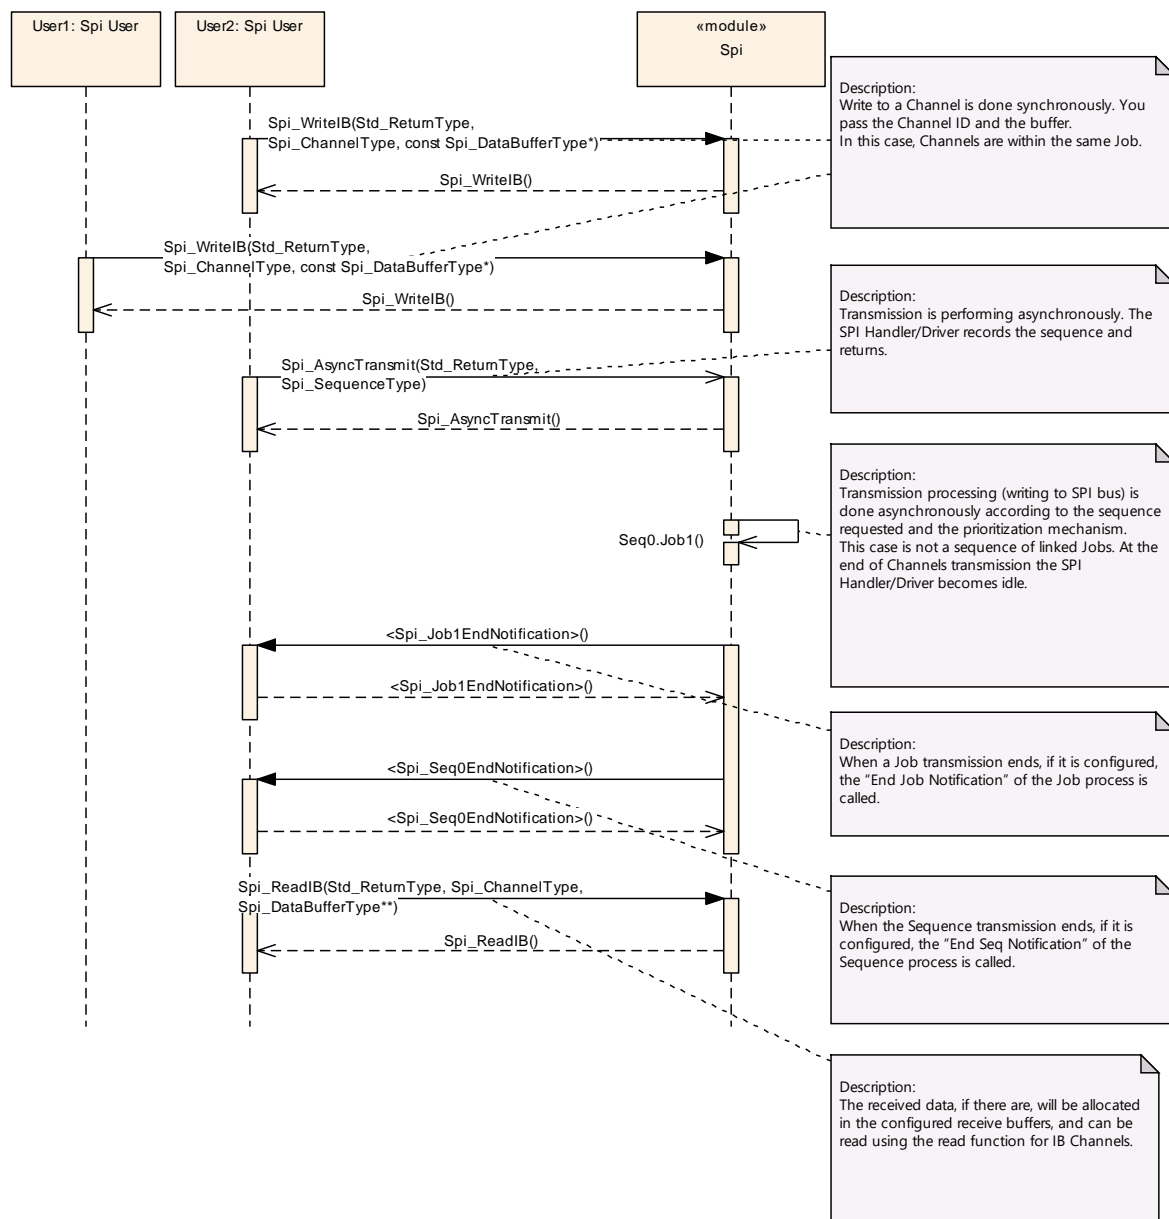 User1: Spi User
User2: Spi User
«module»
Spi
Description:
Write to a Channel is done synchronously. You
pass the Channel ID and the buffer.
In this case, Channels are within the same Job.
Spi_WriteIB(Std_ReturnType,
Spi_ChannelType, const Spi_DataBufferType*)
Spi_WriteIB()
Spi_WriteIB(Std_ReturnType,
Spi_ChannelType, const Spi_DataBufferType*)
Spi_WriteIB()
Description:
Transmission is performing asynchronously. The
SPI Handler/Driver records the sequence and
returns.
Spi_AsyncTransmit(Std_ReturnType,
Spi_SequenceType)
Spi_AsyncTransmit()
Description:
Transmission processing (writing to SPI bus) is
done asynchronously according to the sequence
requested and the prioritization mechanism.
This case is not a sequence of linked Jobs. At the
end of Channels transmission the SPI
Handler/Driver becomes idle.
Seq0.Job1()
<Spi_Job1EndNotification>()
<Spi_Job1EndNotification>()
Description:
When a Job transmission ends, if it is configured,
the "End Job Notification" of the Job process is
called.
<Spi_Seq0EndNotification>()
<Spi_Seq0EndNotification>()
Spi_ReadIB(Std_ReturnType, Spi_ChannelType,
Spi_DataBufferType**)
Spi_ReadIB()
Description:
When the Sequence transmission ends, if it is
configured, the "End Seq Notification" of the
Sequence process is called.
Description:
The received data, if there are, will be allocated
in the configured receive buffers, and can be
read using the read function for IB Channels.